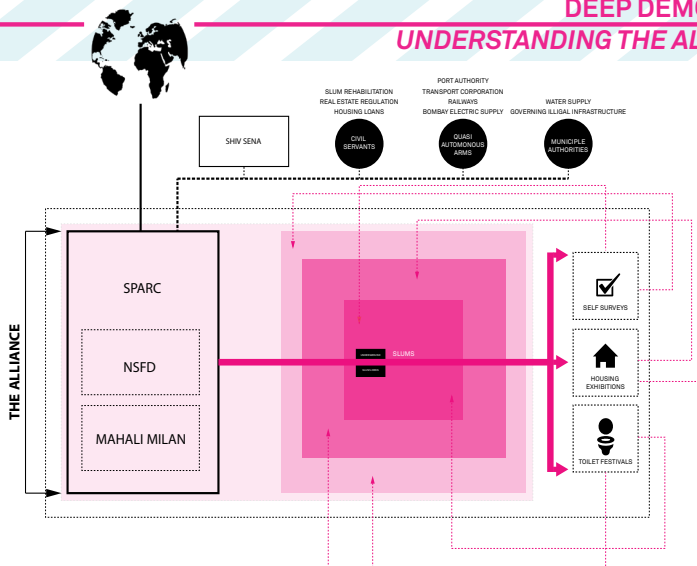 DEEP DEMO
UNDERSTANDING THE AL
PORT AUTHORITY
SLUM REHABILITATION
TRANSPORT CORPORATION
REAL ESTATE REGULATION
RAILWAYS
WATER SUPPLY
HOUSING LOANS
BOMBAY ELECTRIC SUPPLY
GOVERNING ILLIGAL INFRASTRUCTURE
SHIV SENA
CIVIL
SERVANTS
QUASI
AUTOMONOUS
ARMS
MUNICIPLE
AUTHORITIES
THE ALLIANCE
SPARC
NSFD
MAHALI MILAN
SLUMS
SELF SURVEYS
HOUSING
EXHIBITIONS
TOILET FESTIVALS